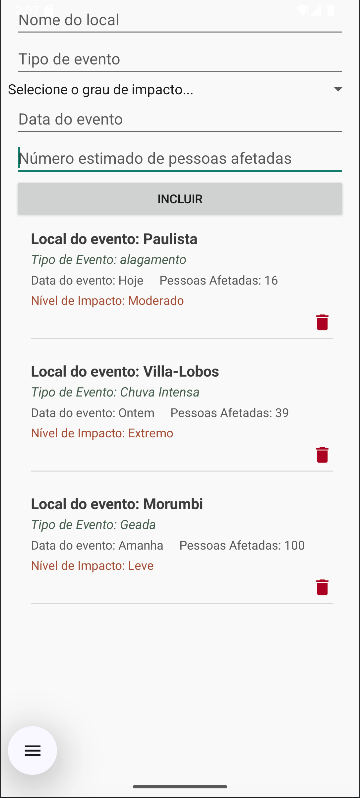 Nome do local
Tipo de evento
Selecione o grau de impacto...
Data do evento
Número estimado de pessoas afetadas
INCLUIR
Local do evento: Paulista
Tipo de Evento: alagamento
Data do evento: Hoje Pessoas Afetadas: 16
Nível de Impacto: Moderado
Local do evento: Villa-Lobos
Tipo de Evento: Chuva Intensa
Data do evento: Ontem Pessoas Afetadas: 39
Nível de Impacto: Extremo
Local do evento: Morumbi
Tipo de Evento: Geada
Data do evento: Amanha Pessoas Afetadas: 100
Nível de Impacto: Leve